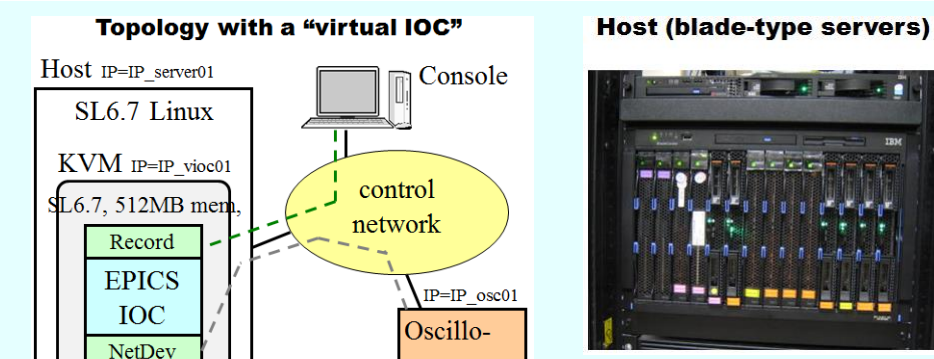 Topology with a “virtual IOC”
Host IP=IP_server01
SL6.7 Linux
KVM IP=IP_vioc01
SL6.7, 512MB mem,
Record
EPICS
IOC
NetDev
Console
control
network
IP=IP_osc01
Oscillo-
Host (blade-type servers)
IBM